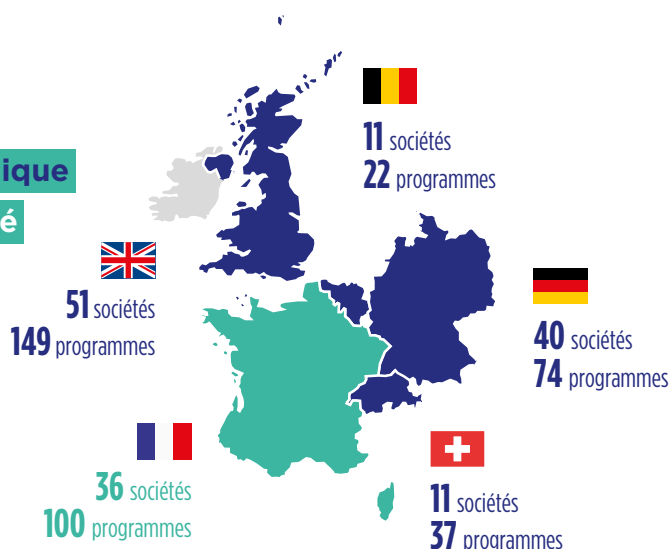 ique
é
11 sociétés
22 programmes
51 sociétés
149 programmes
40 sociétés
74 programmes
36 sociétés
100 programmes
11 sociétés
37 programmes